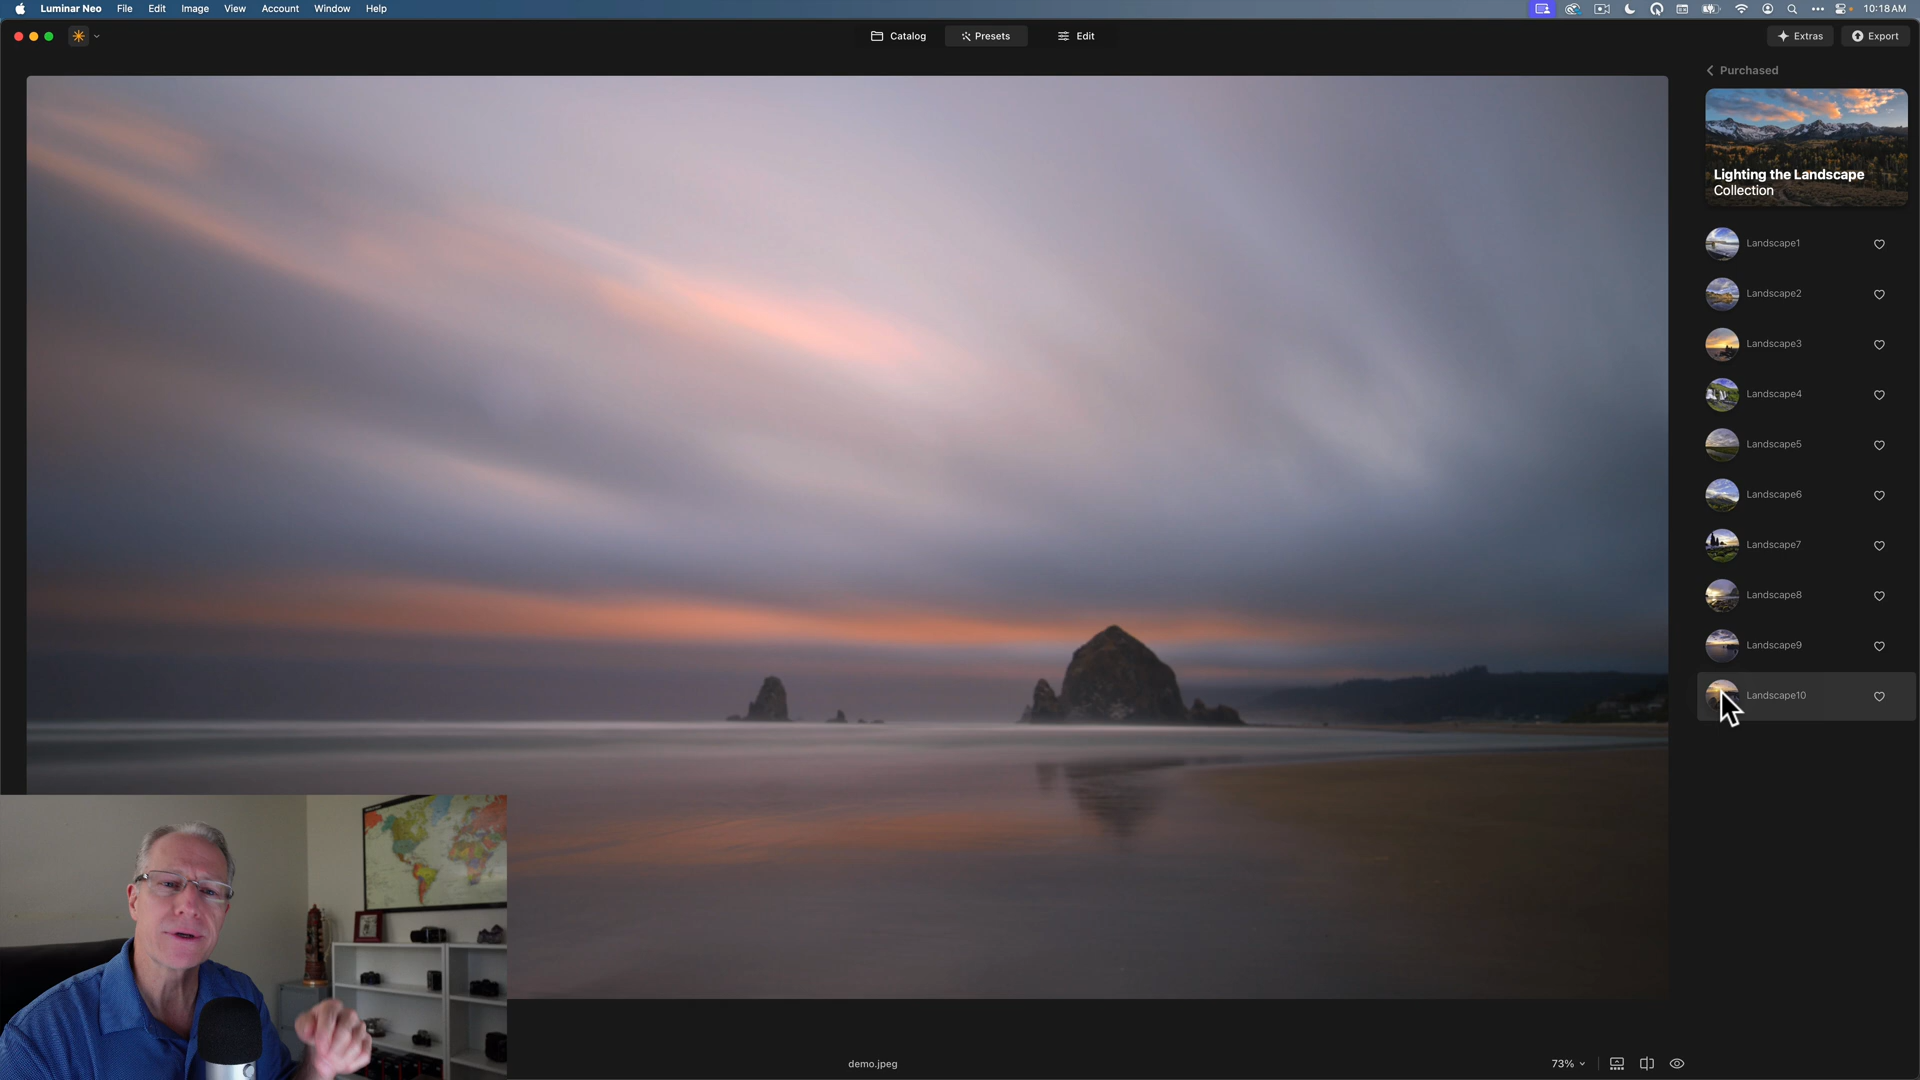 Luminar Neo File Edit Image View Account Window Help 10:18 AM
Catalog Presets Edit Extras Export
Purchased
Lighting the Landscape
Collection
Landscape1
Landscape2
Landscape3
Landscape4
Landscape5
Landscape6
Landscape7
Landscape8
Landscape9
Landscape10
demo.jpeg 73%